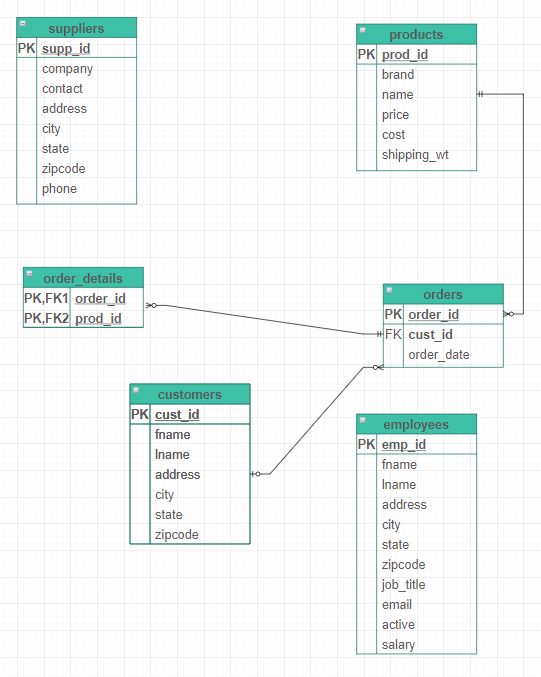 suppliers
PK supp_id
company
contact
address
city
state
zipcode
phone
products
PK prod_id
brand
name
price
cost
shipping_wt
order_details
PK,FK1 order_id
PK,FK2 prod_id
orders
PK order_id
FK cust_id
order_date
customers
PK cust_id
fname
lname
address
city
state
zipcode
employees
PK emp_id
fname
lname
address
city
state
zipcode
job_title
email
active
salary